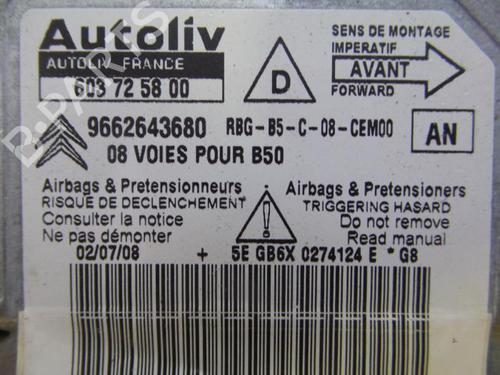 Autoliv
AUTOLIV FRANCE
603 72 58 00
D
SENS DE MONTAGE
IMPERATIF
AVANT
FORWARD
9662643680 RBG-B5-C-08-CEM00
AN
08 VOIES POUR B50
Airbags & Pretensionneurs
RISQUE DE DECLENCHEMENT
Consulter la notice
Ne pas démonter
Airbags & Pretensioners
TRIGGERING HASARD
Do not remove
Read manual
02/07/08 + 5E GB6X 0274124 E * G8
B-PARTS